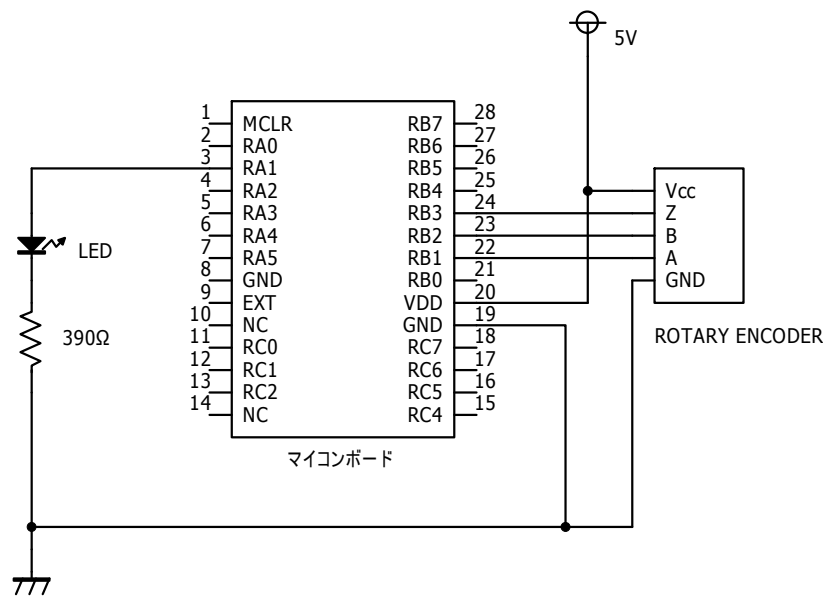 5V
1 MCLR RB7 28
2 RA0 RB6 27
3 RA1 RB5 26
4 RA2 RB4 25
5 RA3 RB3 24
6 RA4 RB2 23
7 RA5 RB1 22
8 GND RB0 21
9 EXT VDD 20
10 NC GND 19
11 RC0 RC7 18
12 RC1 RC6 17
13 RC2 RC5 16
14 NC RC4 15
マイコンボード
LED
390Ω
Vcc
Z
B
A
GND
ROTARY ENCODER